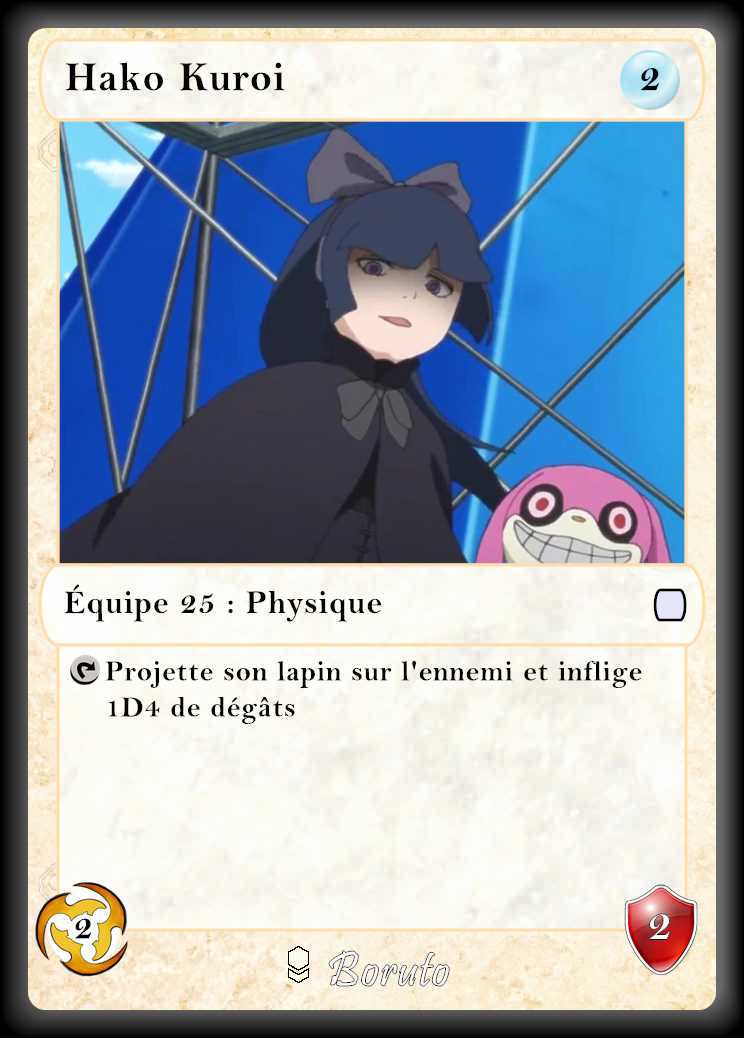 Hako Kuroi
2
Équipe 25 : Physique
Projette son lapin sur l'ennemi et inflige
1D4 de dégâts
2
2
Boruto